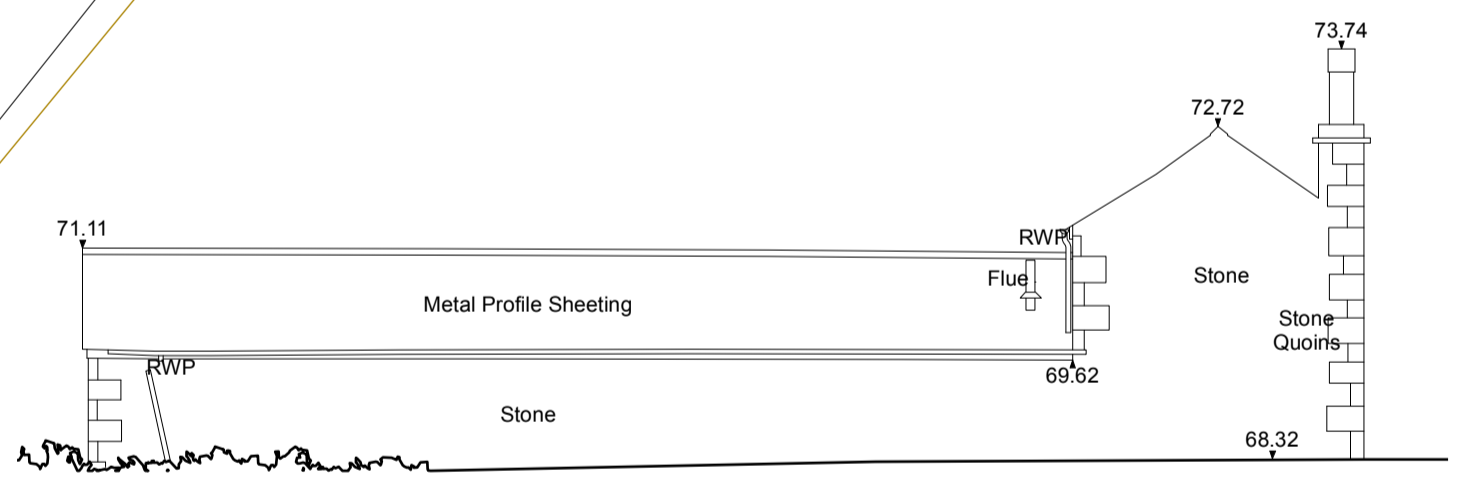 73.74
72.72
71.11
RWP
Flue
Stone
Metal Profile Sheeting
Stone
Quoins
RWP
69.62
Stone
68.32